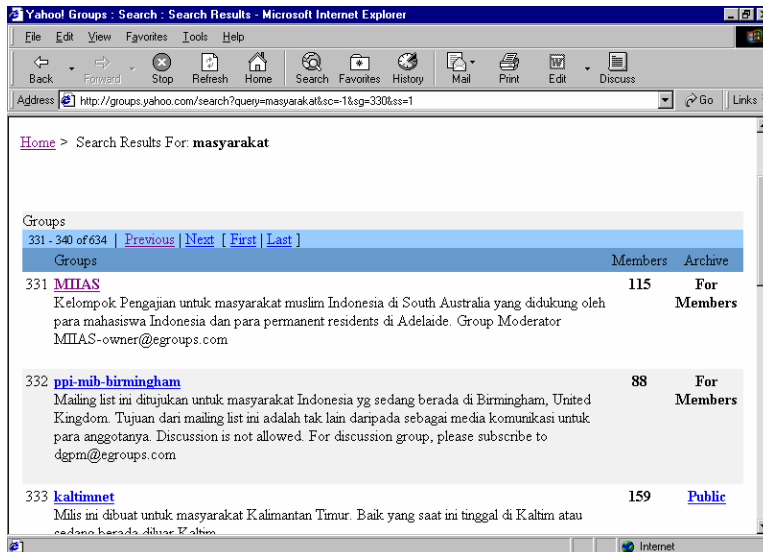 Yahoo! Groups : Search : Search Results - Microsoft Internet Explorer
File Edit View Favorites Tools Help
Back Forward Stop Refresh Home Search Favorites History Mail Print Edit Discuss
Address http://groups.yahoo.com/search?query=masyarakat&sc=-1&sg=330&ss=1 Go Links
Home > Search Results For: masyarakat
Groups
331 - 340 of 634 | Previous | Next [ First | Last ]
Groups Members Archive
331 MIIAS 115 For Members
Kelompok Pengajian untuk masyarakat muslim Indonesia di South Australia yang didukung oleh
para mahasiswa Indonesia dan para permanent residents di Adelaide. Group Moderator
MIIAS-owner@egroups.com
332 ppi-mib-birmingham 88 For Members
Mailing list ini ditujukan untuk masyarakat Indonesia yg sedang berada di Birmingham, United
Kingdom. Tujuan dari mailing list ini adalah tak lain daripada sebagai media komunikasi untuk
para anggotanya. Discussion is not allowed. For discussion group, please subscribe to
dgpm@egroups.com
333 kaltimnet 159 Public
Milis ini dibuat untuk masyarakat Kalimantan Timur. Baik yang saat ini tinggal di Kaltim atau
sedang berada diluar Kaltim
Internet